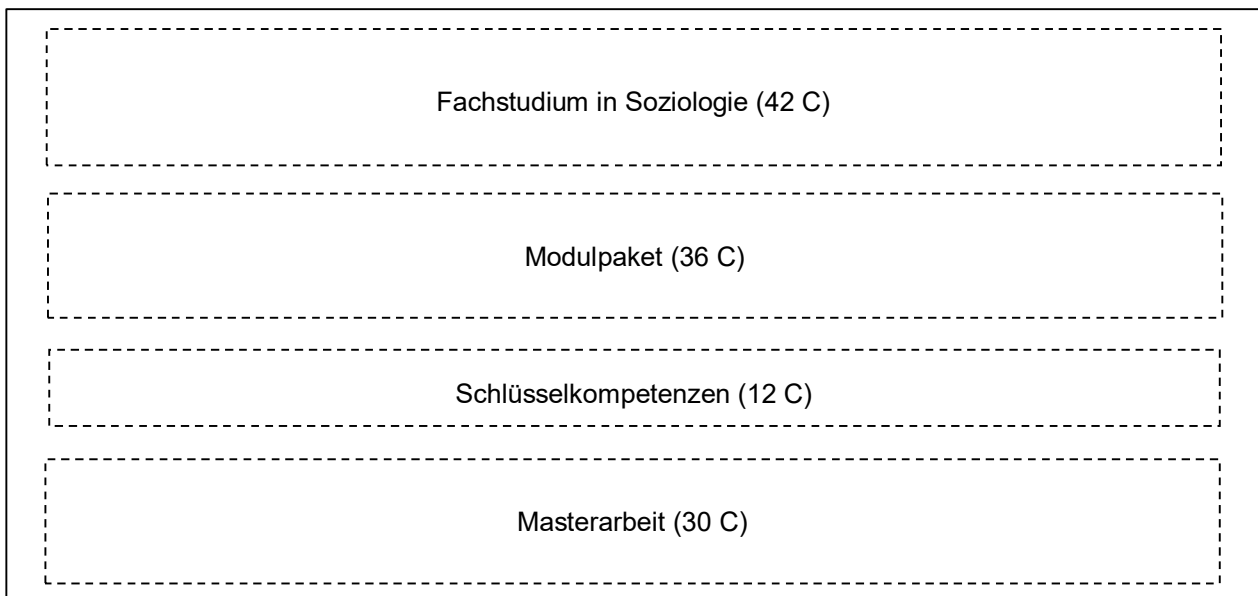 Fachstudium in Soziologie (42 C)
Modulpaket (36 C)
Schlüsselkompetenzen (12 C)
Masterarbeit (30 C)